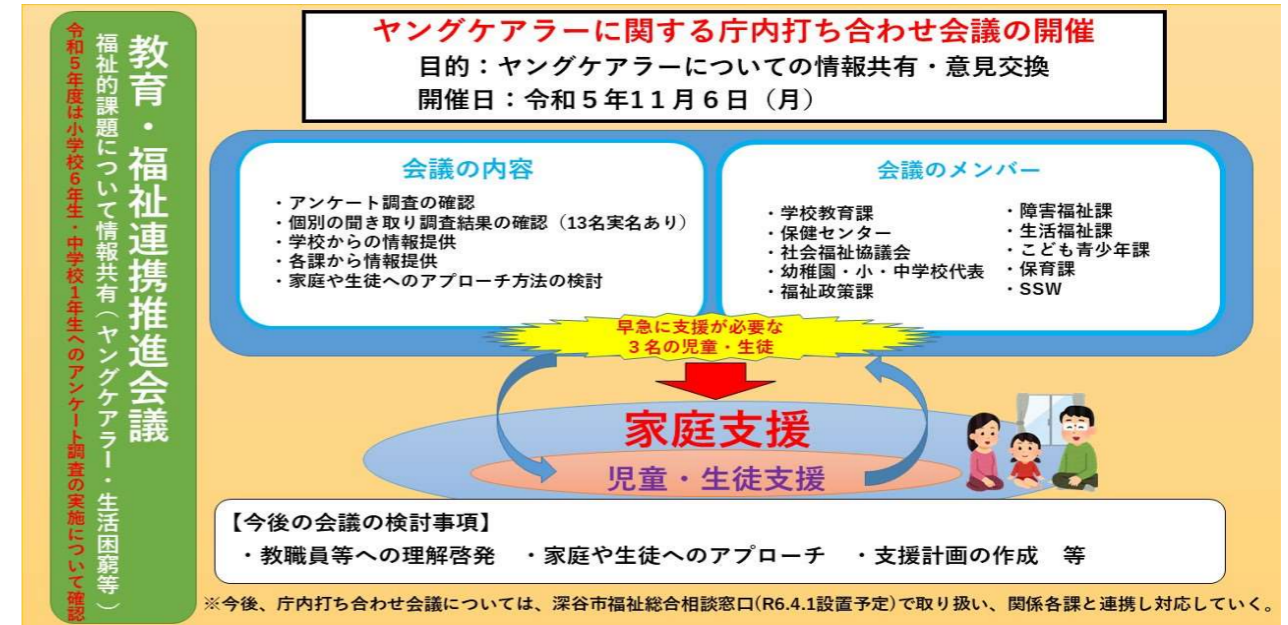 教育・福祉連携推進会議
福祉的課題について情報共有（ヤングケアラー・生活困窮等）
令和5年度は小学校6年生・中学校1年生へのアンケート調査の実施について確認
ヤングケアラーに関する庁内打ち合わせ会議の開催
目的：ヤングケアラーについての情報共有・意見交換
開催日：令和５年11月６日（月）
会議の内容
・アンケート調査の確認
・個別の聞き取り調査結果の確認（13名実名あり）
・学校からの情報提供
・各課から情報提供
・家庭や生徒へのアプローチ方法の検討
会議のメンバー
・学校教育課
・保健センター
・社会福祉協議会
・幼稚園・小・中学校代表
・福祉政策課
・障害福祉課
・生活福祉課
・こども青少年課
・保育課
・SSW
早急に支援が必要な
３名の児童・生徒
家庭支援
児童・生徒支援
【今後の会議の検討事項】
・教職員等への理解啓発　・家庭や生徒へのアプローチ　・支援計画の作成　等
※今後、庁内打ち合わせ会議については、深谷市福祉総合相談窓口(R6.4.1設置予定)で取り扱い、関係各課と連携し対応していく。